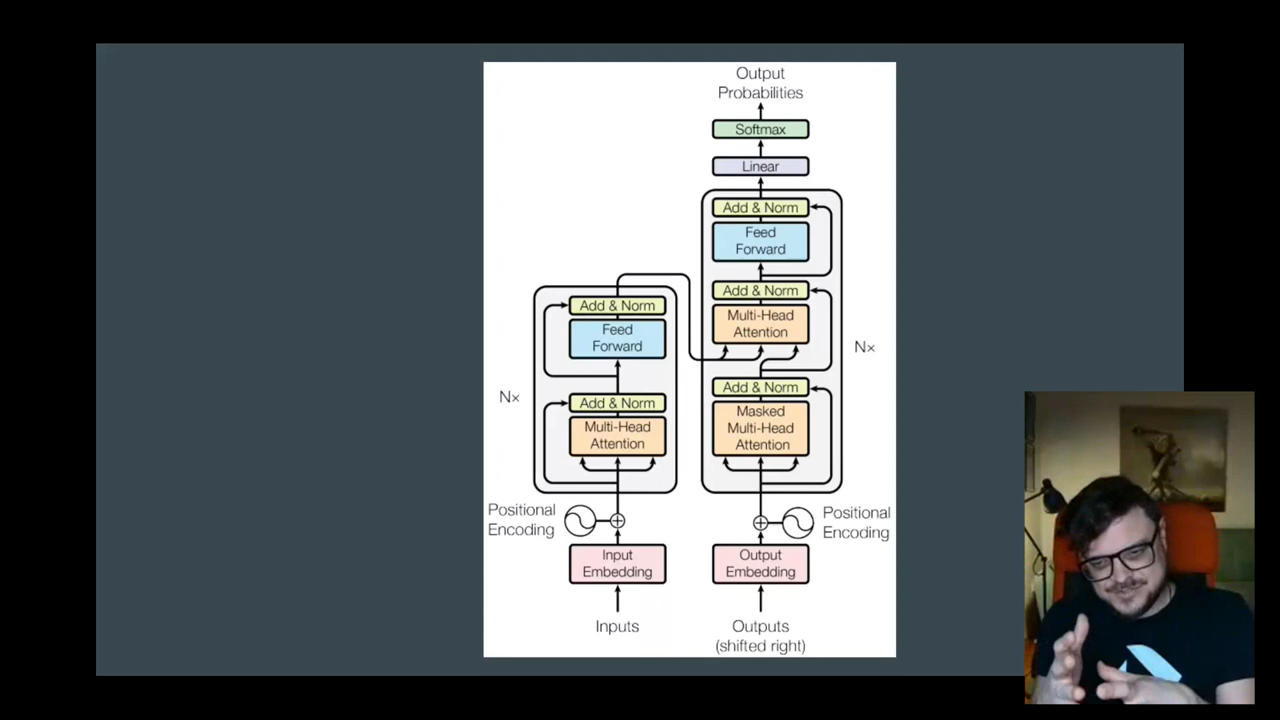 Output
Probabilities
Softmax
Linear
Add & Norm
Feed
Forward
Add & Norm
Multi-Head
Attention
Nx
Add & Norm
Masked
Multi-Head
Attention
Positional
Encoding
Output
Embedding
Outputs
(shifted right)
Add & Norm
Feed
Forward
Nx
Add & Norm
Multi-Head
Attention
Positional
Encoding
Input
Embedding
Inputs